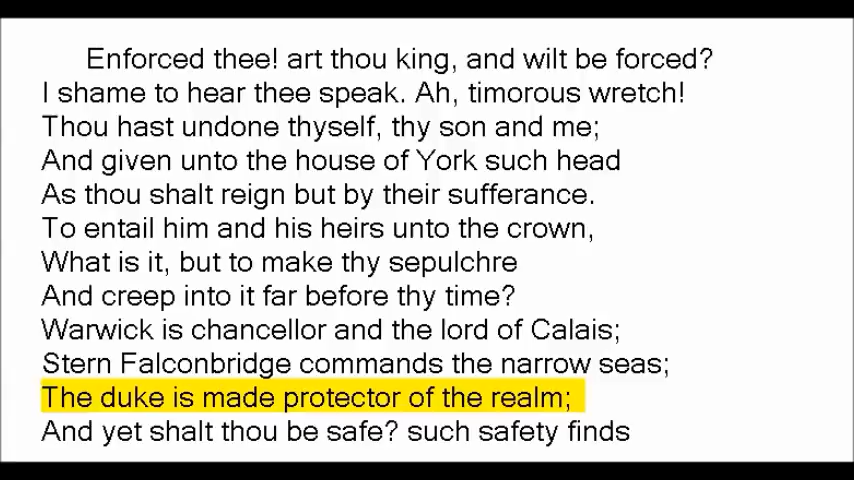 Enforced thee! art thou king, and wilt be forced?
I shame to hear thee speak. Ah, timorous wretch!
Thou hast undone thyself, thy son and me;
And given unto the house of York such head
As thou shalt reign but by their sufferance.
To entail him and his heirs unto the crown,
What is it, but to make thy sepulchre
And creep into it far before thy time?
Warwick is chancellor and the lord of Calais;
Stern Falconbridge commands the narrow seas;
The duke is made protector of the realm;
And yet shalt thou be safe? such safety finds